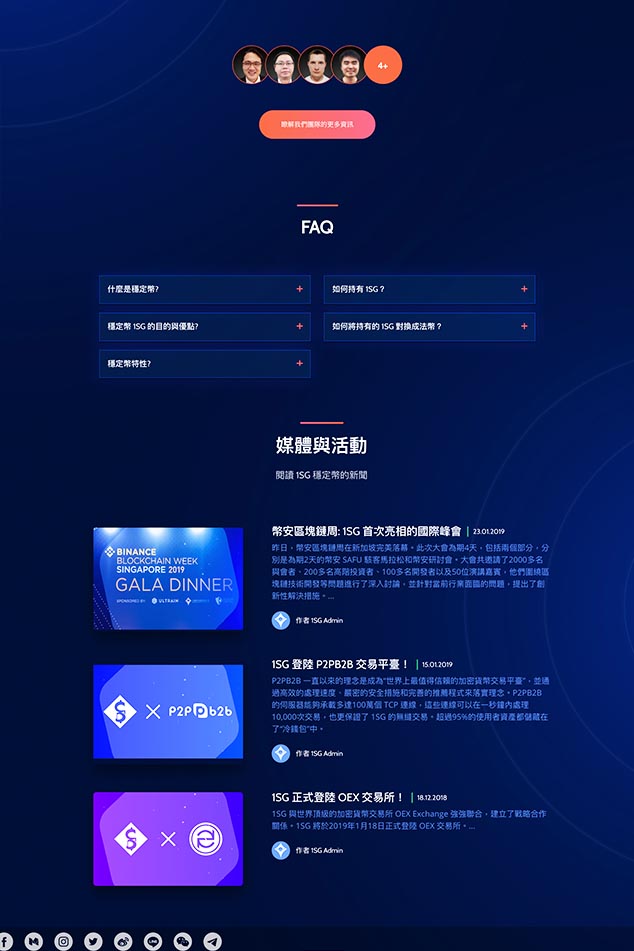 4+
瞭解我們團隊的更多資訊
FAQ
什麼是穩定幣?
+
如何持有 1SG？
+
穩定幣 1SG 的目的與優點?
+
如何將持有的 1SG 對換成法幣？
+
穩定幣特性?
+
媒體與活動
閱讀 1SG 穩定幣的新聞
BINANCE
BLOCKCHAIN WEEK
SINGAPORE 2019
GALA DINNER
SPONSORED BY ULTRAIN
幣安區塊鏈周: 1SG 首次亮相的國際峰會 | 23.01.2019
昨日，幣安區塊鏈周在新加坡完美落幕。此次大會為期4天，包括兩個部分，分
別是為期2天的幣安 SAFU 駭客馬拉松和幣安研討會。大會共邀請了2000多名
與會者、200多名高階投資者、100多名開發者以及50位演講嘉賓，他們圍繞區
塊鏈技術開發等問題進行了深入討論，並針對當前行業面臨的問題，提出了創
新性解決措施。...
作者 1SG Admin
P2PB2b
1SG 登陸 P2PB2B 交易平臺！ | 15.01.2019
P2PB2B 一直以來的理念是成為“世界上最值得信賴的加密貨幣交易平臺”，並通
過高效的處理速度、嚴密的安全措施和完善的推薦程式來落實理念。P2PB2B
的伺服器能夠承載多達100萬個 TCP 連線，這些連線可以在一秒鐘內處理
10,000次交易，也更保證了 1SG 的無縫交易。超過95%的使用者資產都儲藏在
了“冷錢包”中。
作者 1SG Admin
1SG 正式登陸 OEX 交易所！ | 18.12.2018
1SG 與世界頂級的加密貨幣交易所 OEX Exchange 強強聯合，建立了戰略合作
關係。1SG 將於2019年1月18日正式登陸 OEX 交易所。...
作者 1SG Admin